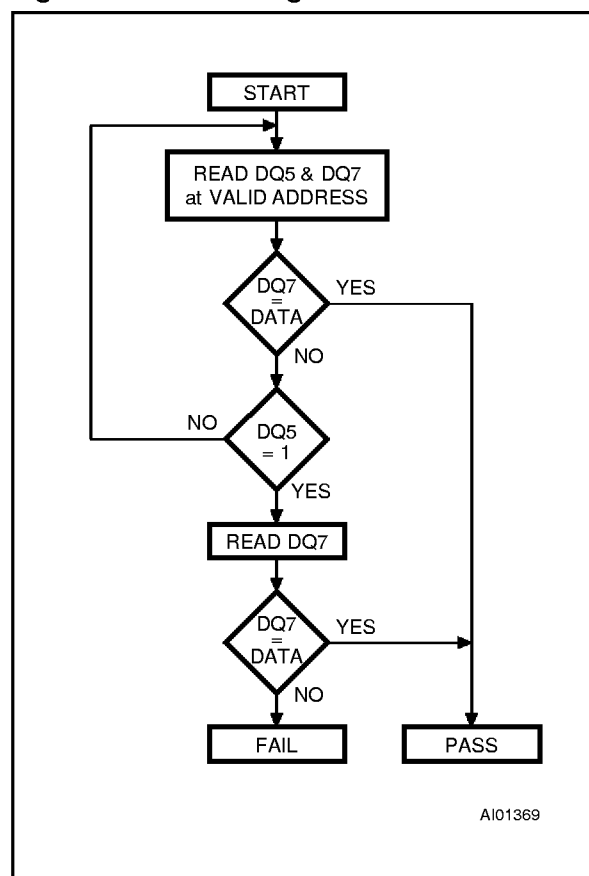 START
READ DQ5 & DQ7
at VALID ADDRESS
DQ7
=
DATA
YES
NO
DQ5
= 1
NO
YES
READ DQ7
DQ7
=
DATA
YES
NO
FAIL
PASS
AI01369